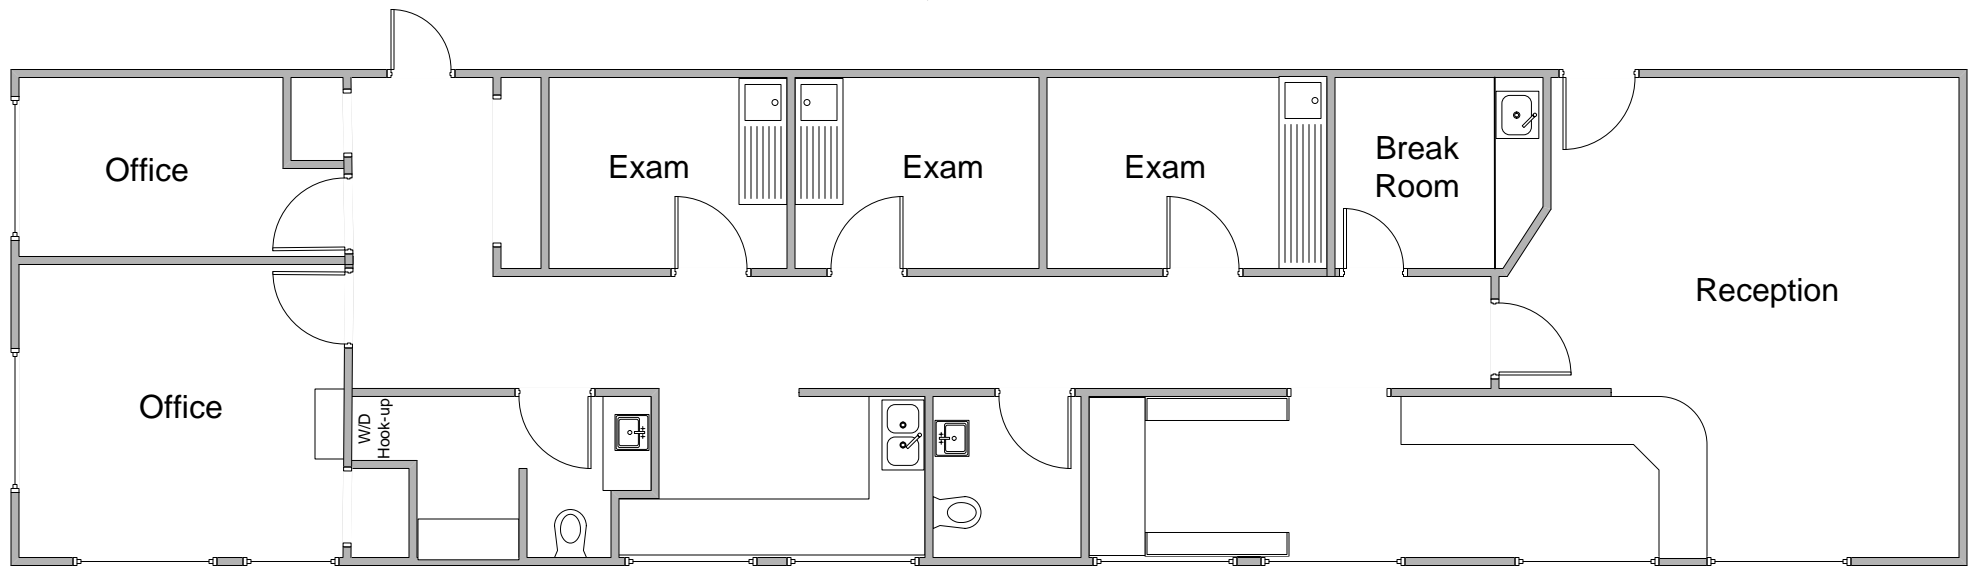 Office
Exam
Exam
Exam
Break
Room
Reception
Office
W/D
Hook-up